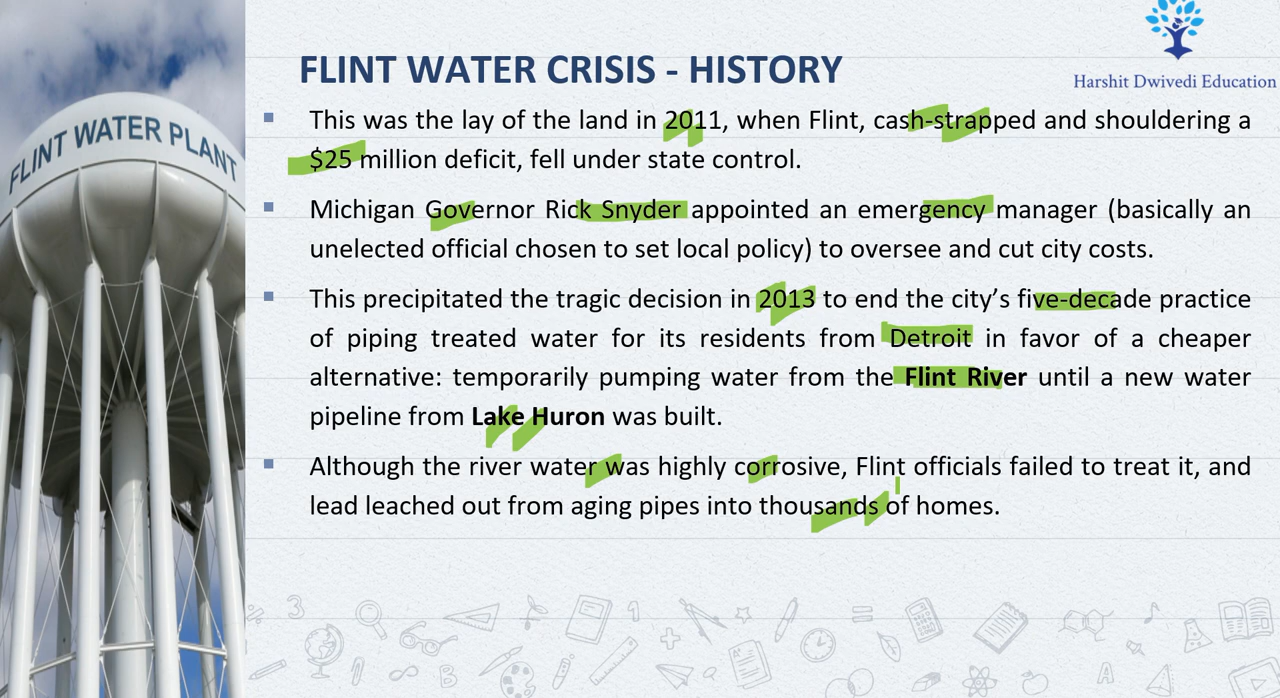 FLINT WATER PLANT
Harshit Dwivedi Education
FLINT WATER CRISIS - HISTORY
This was the lay of the land in 2011, when Flint, cash-strapped and shouldering a
$25 million deficit, fell under state control.
Michigan Governor Rick Snyder appointed an emergency manager (basically an
unelected official chosen to set local policy) to oversee and cut city costs.
This precipitated the tragic decision in 2013 to end the city’s five-decade practice
of piping treated water for its residents from Detroit in favor of a cheaper
alternative: temporarily pumping water from the Flint River until a new water
pipeline from Lake Huron was built.
Although the river water was highly corrosive, Flint officials failed to treat it, and
lead leached out from aging pipes into thousands of homes.